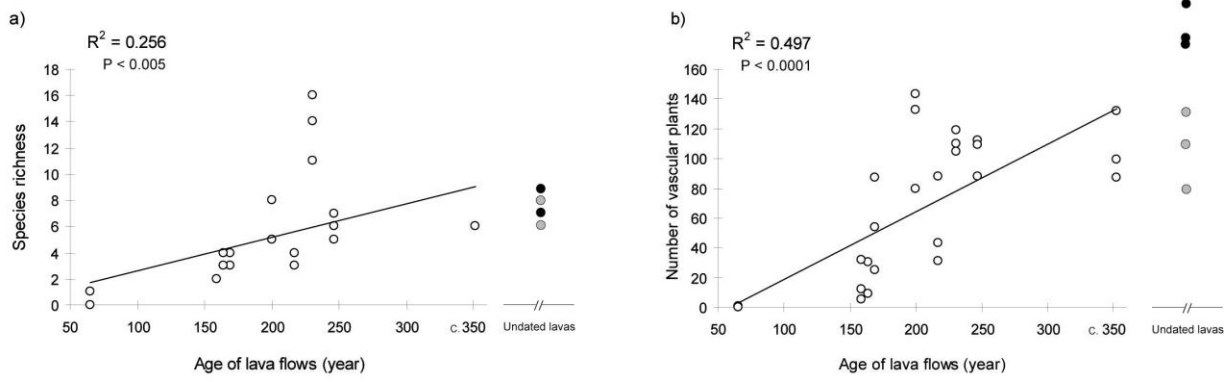 a)
R² = 0.256
P < 0.005
Species richness
18
16
14
12
10
8
6
4
2
0
50 100 150 200 250 300 c. 350
Undated lavas
Age of lava flows (year)
b)
R² = 0.497
P < 0.0001
Number of vascular plants
160
140
120
100
80
60
40
20
0
50 100 150 200 250 300 c. 350
Undated lavas
Age of lava flows (year)